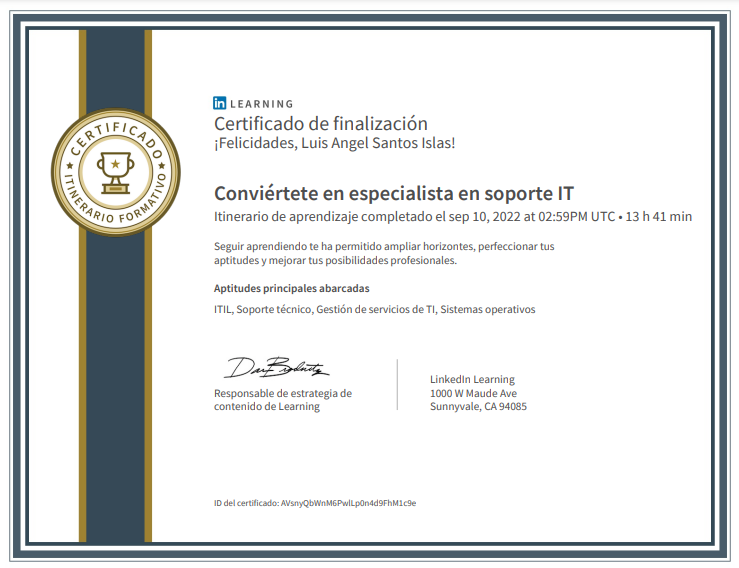 CERTIFICADO
ITINERARIO FORMATIVO
in LEARNING
Certificado de finalización
¡Felicidades, Luis Angel Santos Islas!
Conviértete en especialista en soporte IT
Itinerario de aprendizaje completado el sep 10, 2022 at 02:59PM UTC • 13 h 41 min
Seguir aprendiendo te ha permitido ampliar horizontes, perfeccionar tus
aptitudes y mejorar tus posibilidades profesionales.
Aptitudes principales abarcadas
ITIL, Soporte técnico, Gestión de servicios de TI, Sistemas operativos
Responsable de estrategia de
contenido de Learning
LinkedIn Learning
1000 W Maude Ave
Sunnyvale, CA 94085
ID del certificado: AVsnyQbWnM6PwlLp0n4d9FhM1c9e